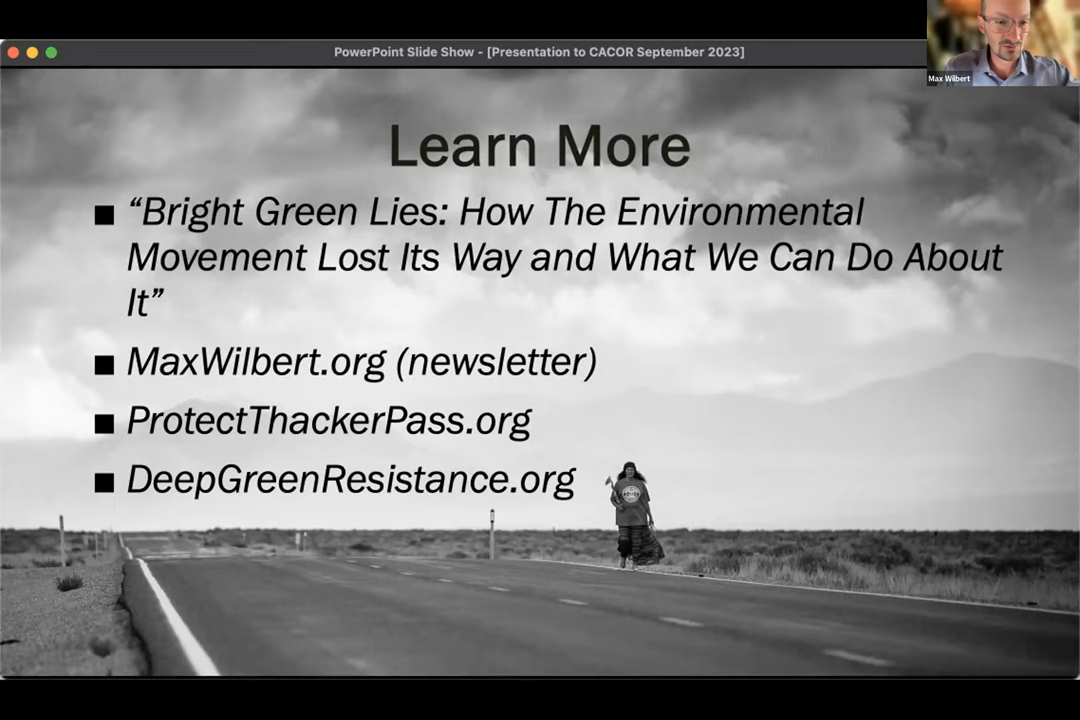 PowerPoint Slide Show - [Presentation to CACOR September 2023]
Max Wilbert
Learn More
■ “Bright Green Lies: How The Environmental
Movement Lost Its Way and What We Can Do About
It”
■ MaxWilbert.org (newsletter)
■ ProtectThackerPass.org
■ DeepGreenResistance.org